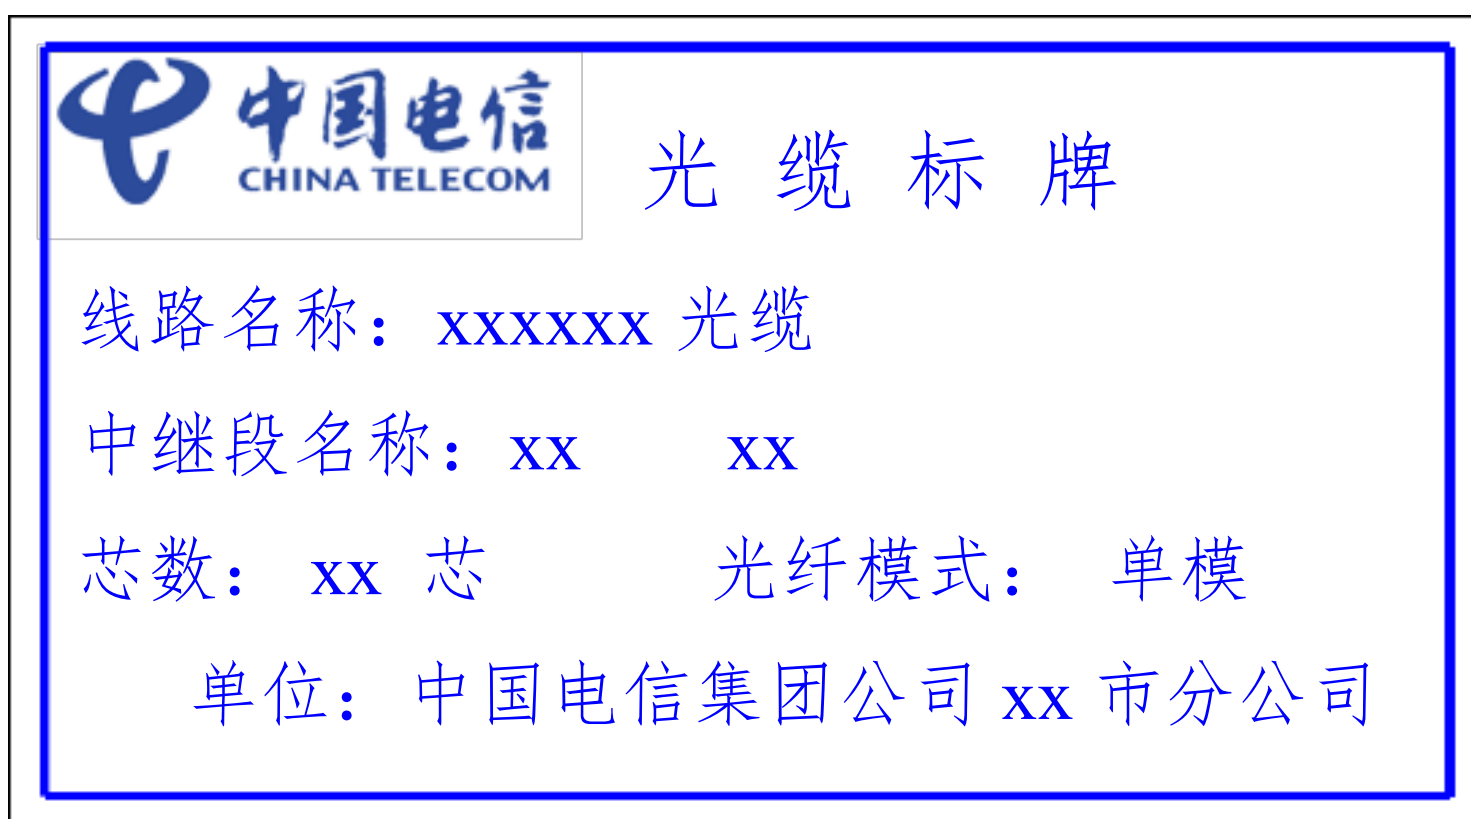 中国电信
CHINA TELECOM
光 缆 标 牌
线路名称：xxxxxx 光缆
中继段名称：xx xx
芯数： xx 芯 光纤模式： 单模
单位： 中国电信集团公司 xx 市分公司